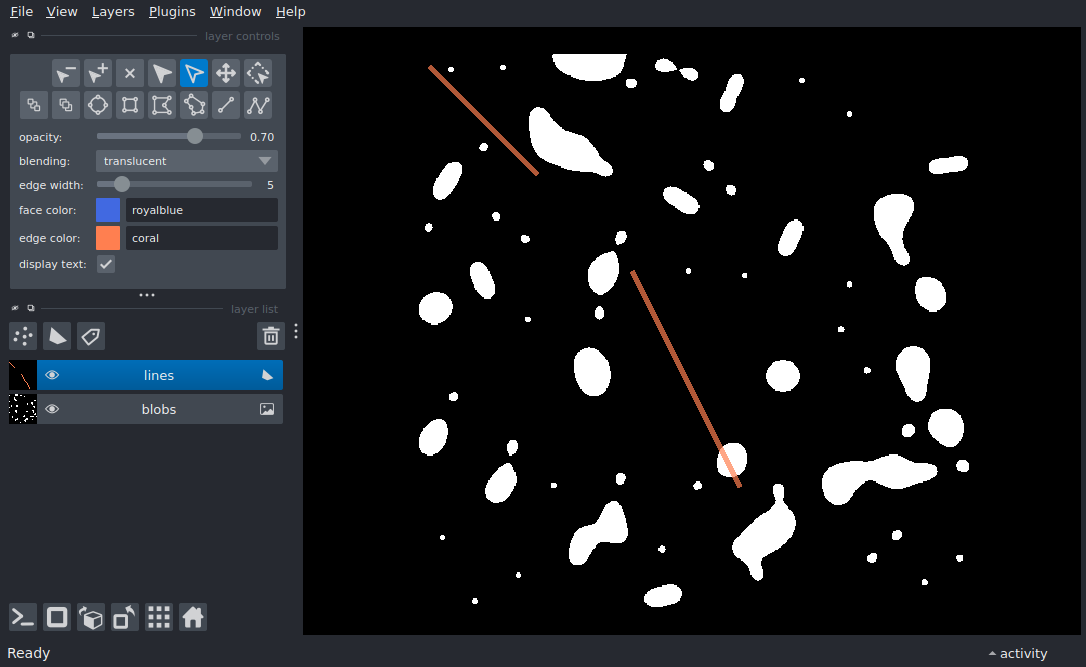 File View Layers Plugins Window Help
layer controls
opacity: 0.70
blending: translucent
edge width: 5
face color: royalblue
edge color: coral
display text:
layer list
lines
blobs
Ready
activity